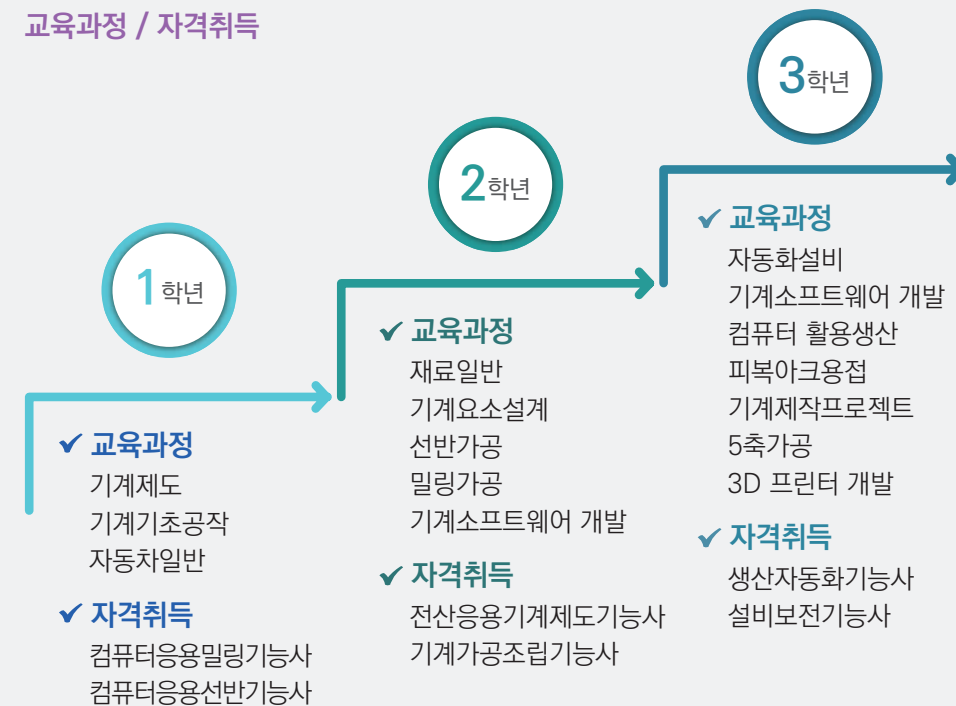 교육과정 / 자격취득
1학년
교육과정
기계제도
기계기초공작
자동차일반
자격취득
컴퓨터응용밀링기능사
컴퓨터응용선반기능사
2학년
교육과정
재료일반
기계요소설계
선반가공
밀링가공
기계소프트웨어 개발
자격취득
전산응용기계제도기능사
기계가공조립기능사
3학년
교육과정
자동화설비
기계소프트웨어 개발
컴퓨터 활용생산
피복아크용접
기계제작프로젝트
5축가공
3D 프린터 개발
자격취득
생산자동화기능사
설비보전기능사